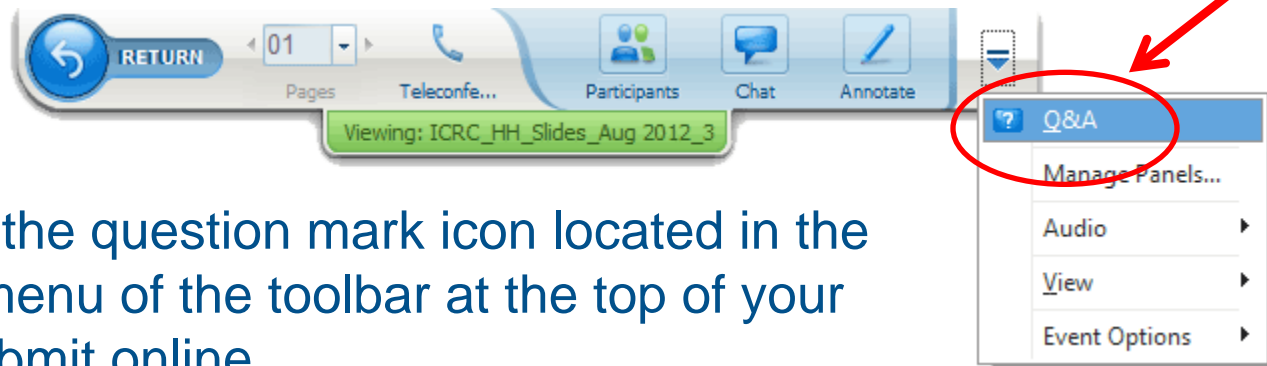 RETURN
01
Pages
Teleconfe...
Participants
Chat
Annotate
Viewing: ICRC_HH_Slides_Aug 2012_3
Q&A
Manage Panels...
Audio
View
Event Options
the question mark icon located in the
menu of the toolbar at the top of your
online